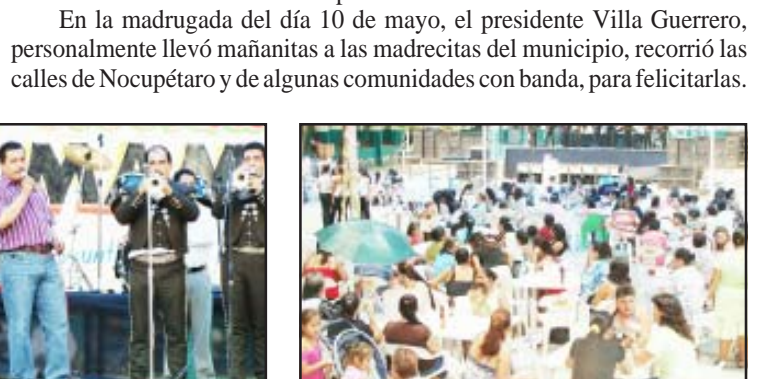 En la madrugada del día 10 de mayo, el presidente Villa Guerrero,
personalmente llevó mañanitas a las madrecitas del municipio, recorrió las
calles de Nocupétaro y de algunas comunidades con banda, para felicitarlas.